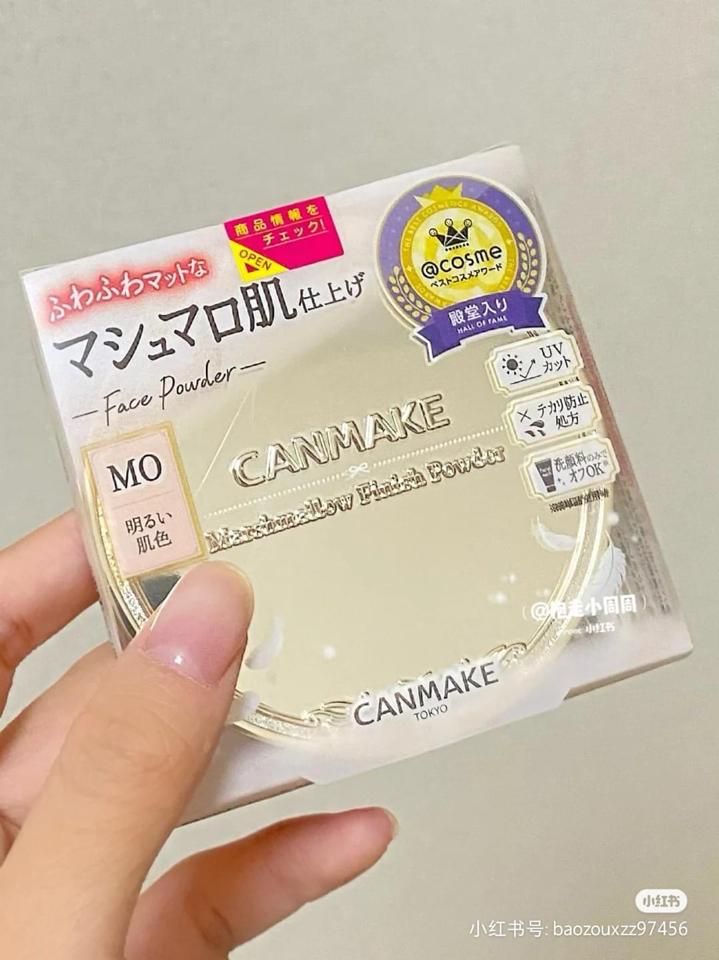 商品情報を
チェック!
OPEN
ふわふわマットな
マシュマロ肌仕上げ
Face Powder
@cosme
ベストコスメアワード
殿堂入り
HALL OF FAME
UV
カット
テカリ防止
処方
洗顔料のみで
オフOK
MO
明るい
肌色
CANMAKE
Marshmallow Finish Powder
CANMAKE
TOKYO
小红书
小红书
小红书号: baozouxzz97456